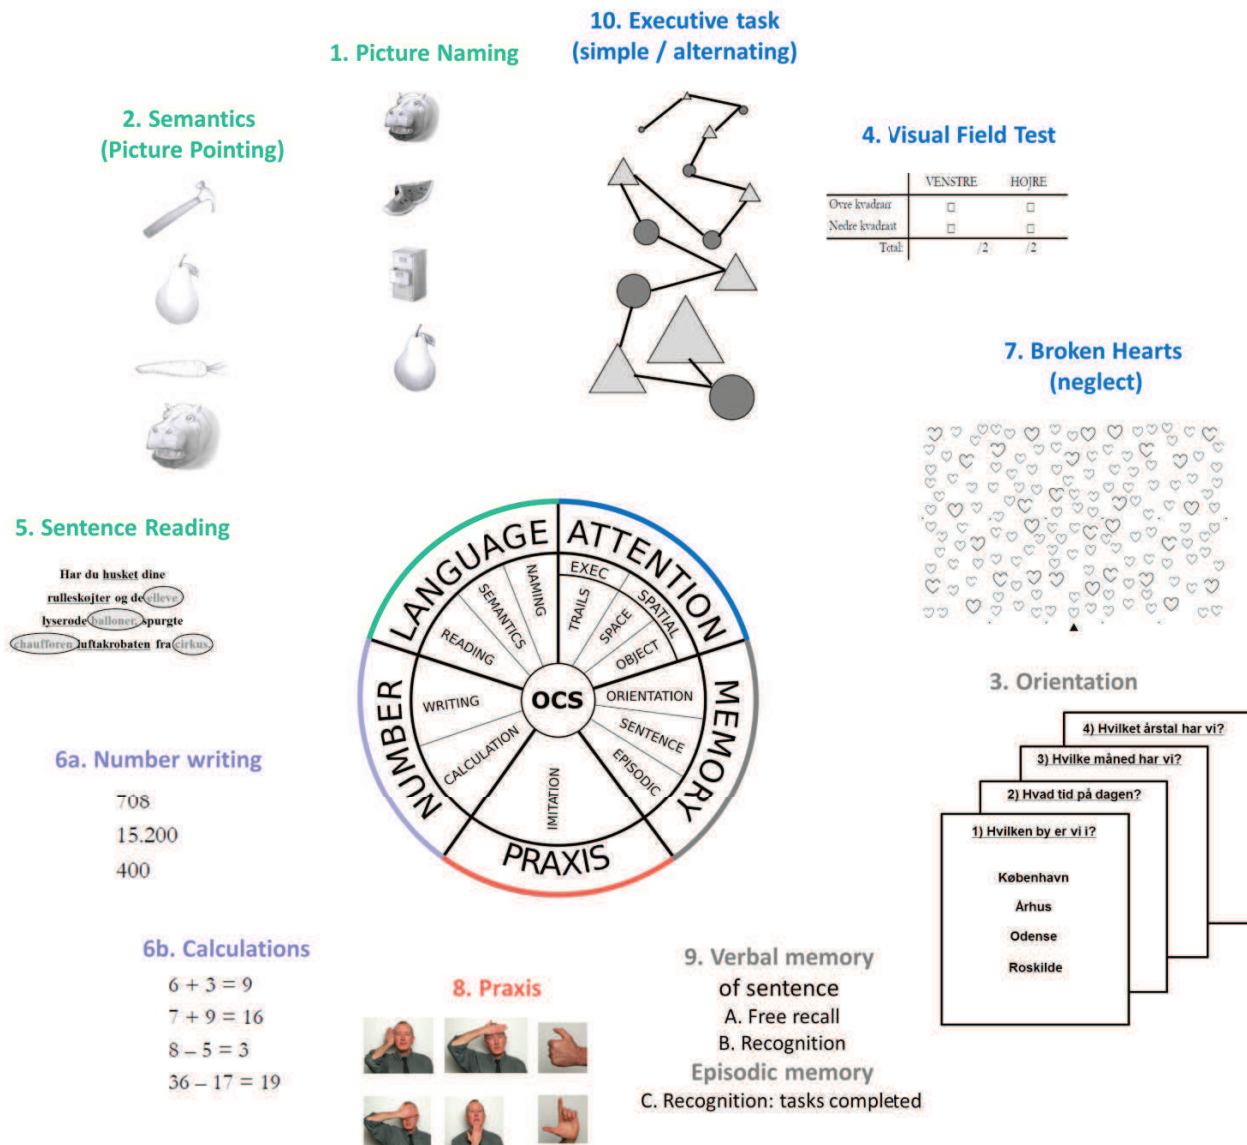 10. Executive task
(simple / alternating)
1. Picture Naming
2. Semantics
(Picture Pointing)
4. Visual Field Test
VENSTRE HØJRE
Øvre kvadrant
Nedre kvadrant
Total: /2 /2
7. Broken Hearts
(neglect)
5. Sentence Reading
Har du husket dine
rulleskøjter og de elleve
lyserøde balloner, spurgte
chaufføren luftakrobaten fra cirkus.
LANGUAGE
ATTENTION
MEMORY
PRAXIS
NUMBER
NAMING
SEMANTICS
READING
EXEC
TRAILS
SPATIAL
SPACE
OBJECT
ORIENTATION
SENTENCE
EPISODIC
IMITATION
CALCULATION
WRITING
OCS
3. Orientation
4) Hvilket årstal har vi?
3) Hvilke måned har vi?
2) Hvad tid på dagen?
1) Hvilken by er vi i?
København
Århus
Odense
Roskilde
6a. Number writing
708
15.200
400
6b. Calculations
6 + 3 = 9
7 + 9 = 16
8 – 5 = 3
36 – 17 = 19
8. Praxis
9. Verbal memory
of sentence
A. Free recall
B. Recognition
Episodic memory
C. Recognition: tasks completed